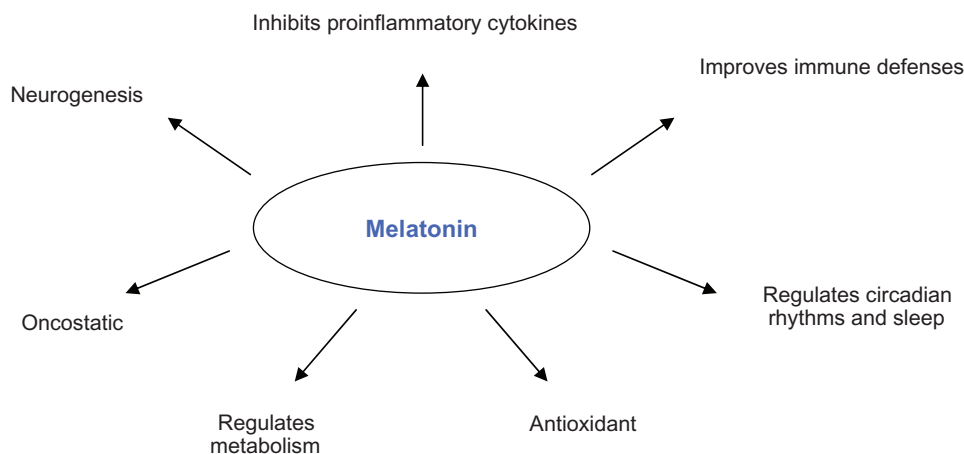 Inhibits proinflammatory cytokines
Improves immune defenses
Neurogenesis
Melatonin
Regulates circadian
rhythms and sleep
Oncostatic
Regulates
metabolism
Antioxidant